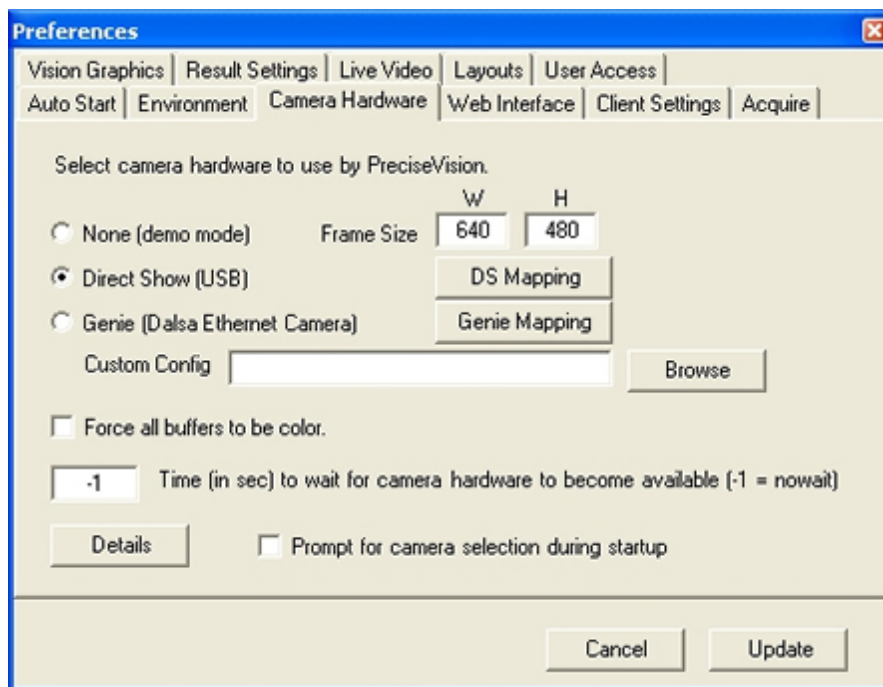 Preferences
Vision Graphics Result Settings Live Video Layouts User Access
Auto Start Environment Camera Hardware Web Interface Client Settings Acquire
Select camera hardware to use by PreciseVision.
W H
None (demo mode) Frame Size 640 480
Direct Show (USB) DS Mapping
Genie (Dalsa Ethernet Camera) Genie Mapping
Custom Config Browse
Force all buffers to be color.
-1 Time (in sec) to wait for camera hardware to become available (-1 = nowait)
Details Prompt for camera selection during startup
Cancel Update